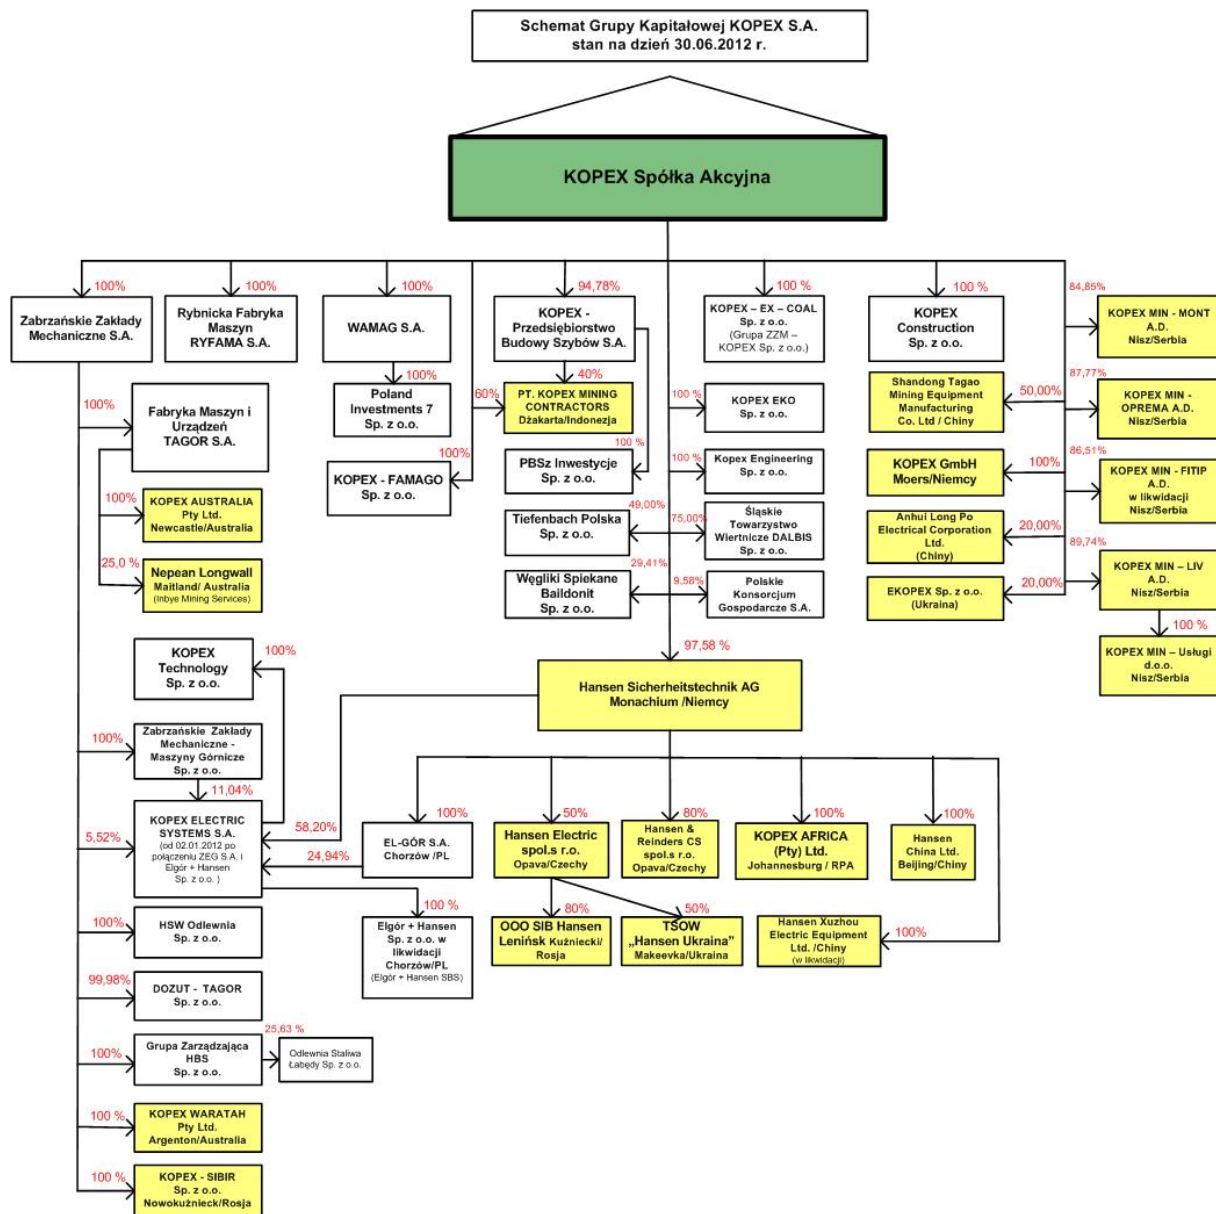 Schemat Grupy Kapitałowej KOPEX S.A.
stan na dzień 30.06.2012 r.
KOPEX Spółka Akcyjna
100%
Zabrzańskie Zakłady
Mechaniczne S.A.
100%
Rybnicka Fabryka
Maszyn
RYFAMA S.A.
100%
WAMAG S.A.
94,78%
KOPEX -
Przedsiębiorstwo
Budowy Szybów S.A.
100 %
KOPEX – EX – COAL
Sp. z o.o.
(Grupa ZZM –
KOPEX Sp. z o.o.)
100 %
KOPEX
Construction
Sp. z o.o.
84,85%
KOPEX MIN - MONT
A.D.
Nisz/Serbia
100%
Fabryka Maszyn i
Urządzeń
TAGOR S.A.
100%
Poland
Investments 7
Sp. z o.o.
60%
40%
PT. KOPEX MINING
CONTRACTORS
Dżakarta/Indonezja
100 %
KOPEX EKO
Sp. z o.o.
Shandong Tagao
Mining Equipment
Manufacturing
Co. Ltd / Chiny
50,00%
87,77%
KOPEX MIN -
OPREMA A.D.
Nisz/Serbia
100%
KOPEX - FAMAGO
Sp. z o.o.
100 %
PBSz Inwestycje
Sp. z o.o.
100 %
Kopex Engineering
Sp. z o.o.
KOPEX GmbH
Moers/Niemcy
100%
86,51%
KOPEX MIN - FITIP
A.D.
w likwidacji
Nisz/Serbia
100%
KOPEX AUSTRALIA
Pty Ltd.
Newcastle/Australia
49,00%
Tiefenbach Polska
Sp. z o.o.
75,00%
Śląskie
Towarzystwo
Wiertnicze DALBIS
Sp. z o.o.
Anhui Long Po
Electrical Corporation
Ltd.
(Chiny)
20,00%
89,74%
KOPEX MIN – LIV
A.D.
Nisz/Serbia
25,0 %
Nepean Longwall
Maitland/ Australia
(Inbye Mining Services)
29,41%
Węgliki Spiekane
Baildonit
Sp. z o.o.
9,58%
Polskie
Konsorcjum
Gospodarcze S.A.
EKOPEX Sp. z o.o.
(Ukraina)
20,00%
100 %
KOPEX MIN – Usługi
d.o.o.
Nisz/Serbia
KOPEX
Technology
Sp. z o.o.
100%
97,58 %
Hansen Sicherheitstechnik AG
Monachium /Niemcy
100%
Zabrzańskie Zakłady
Mechaniczne -
Maszyny Górnicze
Sp. z o.o.
11,04%
5,52%
KOPEX ELECTRIC
SYSTEMS S.A.
(od 02.01.2012 po
połączeniu ZEG S.A. i
Elgór + Hansen
Sp. z o.o. )
58,20%
24,94%
100%
EL-GÓR S.A.
Chorzów /PL
50%
Hansen Electric
spol.s r.o.
Opava/Czechy
80%
Hansen &
Reinders CS
spol.s r.o.
Opava/Czechy
100%
KOPEX AFRICA
(Pty) Ltd.
Johannesburg / RPA
100%
Hansen
China Ltd.
Beijing/Chiny
100%
HSW Odlewnia
Sp. z o.o.
100 %
Elgór + Hansen
Sp. z o.o. w
likwidacji
Chorzów/PL
(Elgór + Hansen SBS)
80%
OOO SIB Hansen
Lenińsk Kuźniecki/
Rosja
50%
TSOW
„Hansen Ukraina”
Makeevka/Ukraina
Hansen Xuzhou
Electric Equipment
Ltd. /Chiny
(w likwidacji)
100%
99,98%
DOZUT - TAGOR
Sp. z o.o.
100%
Grupa Zarządzająca
HBS
Sp. z o.o.
25,63 %
Odlewnia Staliwa
Łabędy Sp. z o.o.
100 %
KOPEX WARATAH
Pty Ltd.
Argenton/Australia
100 %
KOPEX - SIBIR
Sp. z o.o.
Nowokuźnieck/Rosja